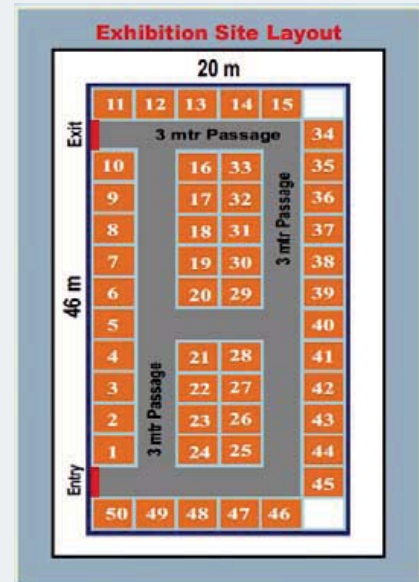 Exhibition Site Layout
20 m
11 12 13 14 15
Exit
3 mtr Passage
34
10 16 33 35
9 17 32 36
8 18 31 37
7 19 30 38
6 20 29 39
3 mtr Passage
46 m
5 40
4 21 28 41
3 22 27 42
2 23 26 43
1 24 25 44
3 mtr Passage
Entry
45
50 49 48 47 46